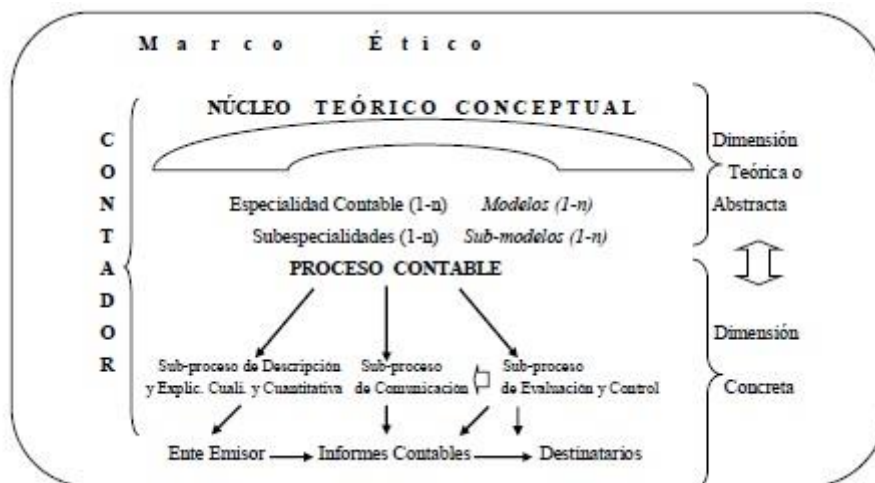 Marco Ético
NÚCLEO TEÓRICO CONCEPTUAL
CONTADOR
Dimensión
Teórica o
Abstracta
Especialidad Contable (1-n) Modelos (1-n)
Subespecialidades (1-n) Sub-modelos (1-n)
PROCESO CONTABLE
Dimensión
Concreta
Sub-proceso de Descripción
y Explic. Cuali. y Cuantitativa
Sub-proceso
de Comunicación
Sub-proceso
de Evaluación y Control
Ente Emisor
Informes Contables
Destinatarios